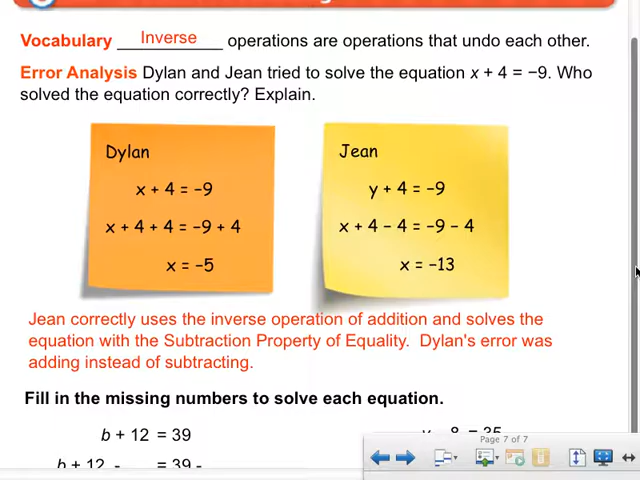 Vocabulary Inverse operations are operations that undo each other.
Error Analysis Dylan and Jean tried to solve the equation x + 4 = −9. Who
solved the equation correctly? Explain.
Dylan
x + 4 = −9
x + 4 + 4 = −9 + 4
x = −5
Jean
y + 4 = −9
x + 4 − 4 = −9 − 4
x = −13
Jean correctly uses the inverse operation of addition and solves the
equation with the Subtraction Property of Equality. Dylan's error was
adding instead of subtracting.
Fill in the missing numbers to solve each equation.
b + 12 = 39
b + 12 - = 39 -
Page 7 of 7